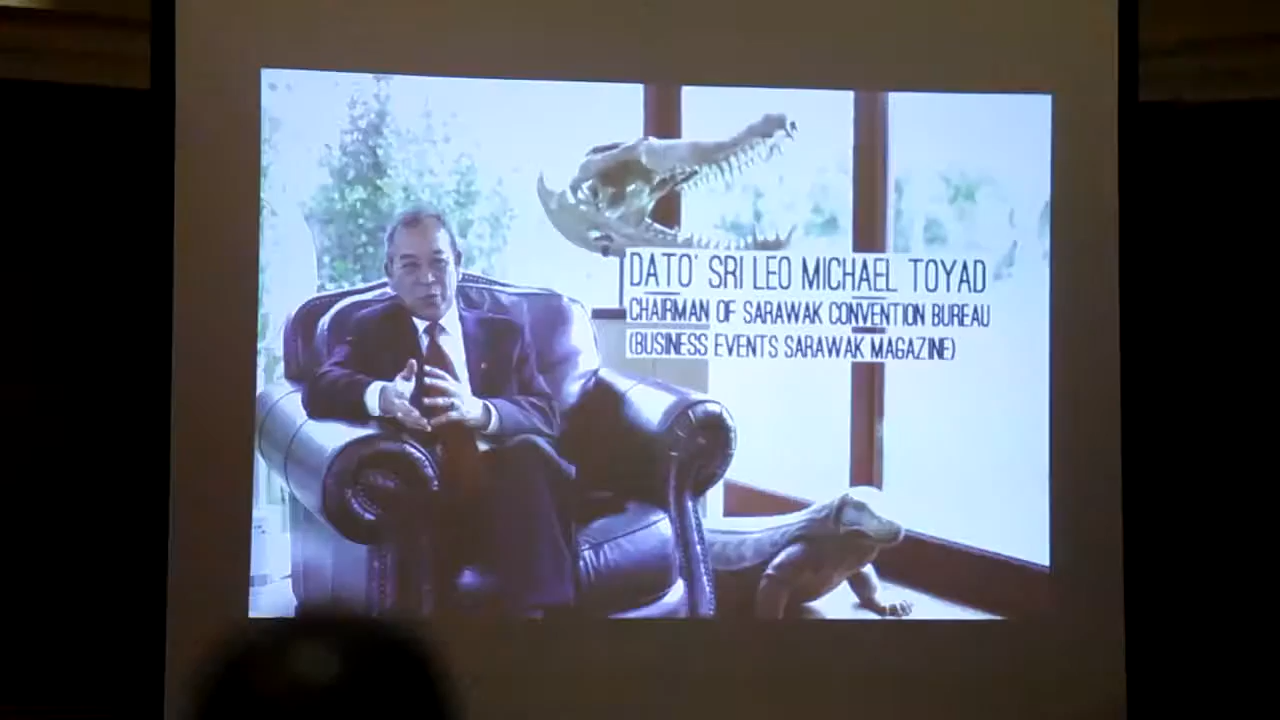 DATO' SRI LEO MICHAEL TOYAD
CHAIRMAN OF SARAWAK CONVENTION BUREAU
(BUSINESS EVENTS SARAWAK MAGAZINE)